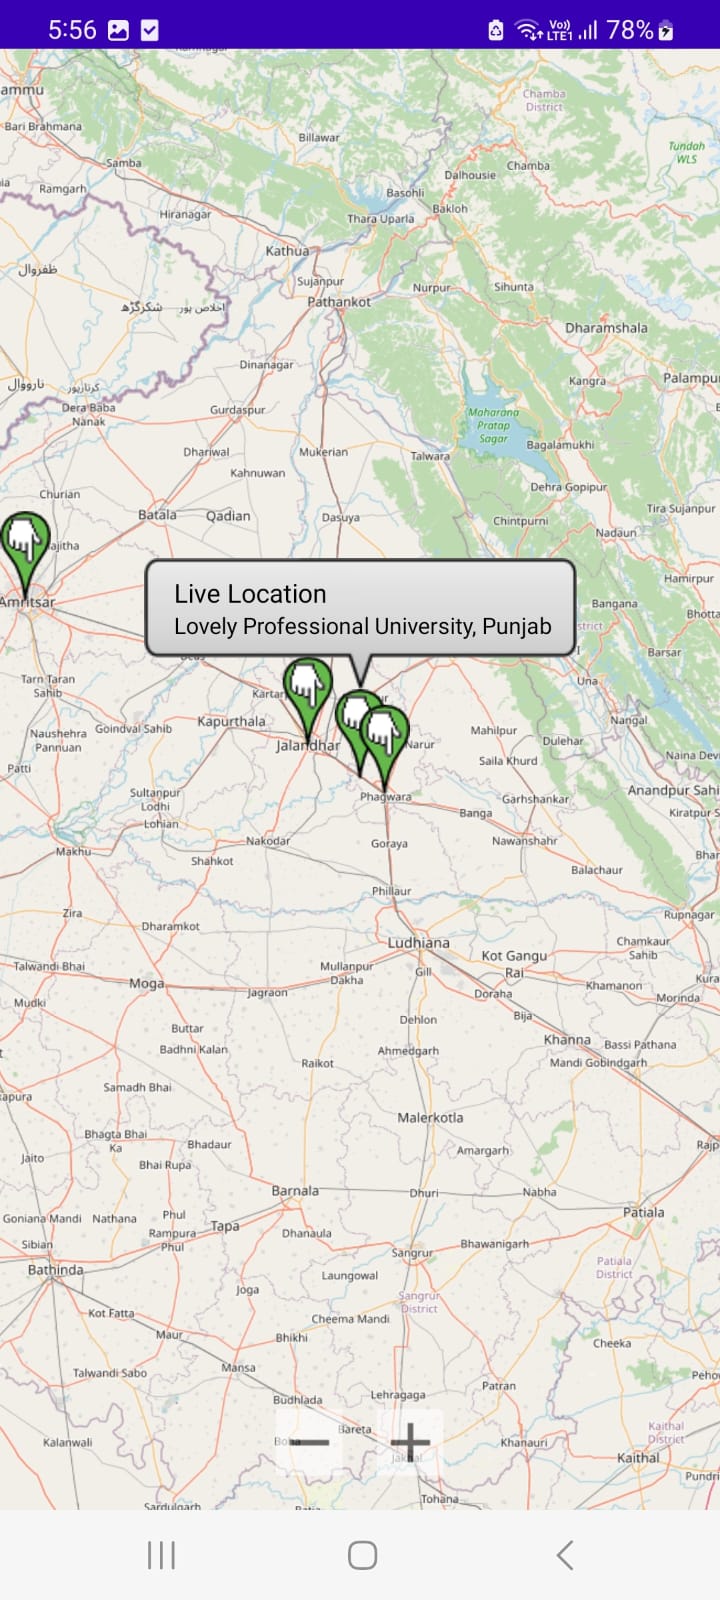 5:56
Vo)) LTE1
78%
ammu
Chamba
District
Bari Brahmana
Billawar
Tundah
WLS
Samba
Chamba
Dalhousie
Ramgarh
Basohli
Hiranagar
Thara Uparla
Bakloh
Kathua
ظفروال
Sujanpur
Nurpur
Sihunta
شکرگڑھ
اخلاص پور
Pathankot
Dharamshala
Dinanagar
نارووال
کرتارپور
Kangra
Palampu
Dera Baba
Nanak
Gurdaspur
Maharana
Pratap
Sagar
Bagalamukhi
Dhariwal
Mukerian
Talwara
Kahnuwan
Dehra Gopipur
Churian
Tira Sujanpur
Batala
Qadian
Dasuya
Chintpurni
Nadaun
ajitha
Hamirpur
Live Location
Lovely Professional University, Punjab
Amritsar
Bangana
Bhotta
strict
Barsar
Tarn Taran
Sahib
Kartar
Una
Kapurthala
Nangal
Goindval Sahib
Naushehra
Pannuan
Mahilpur
Jalandhar
Narur
Dulehar
Naina Dev
Saila Khurd
Patti
Sultanpur
Lodhi
Phagwara
Garhshankar
Anandpur Sahi
Banga
Kiratpur S
Lohian
Makhu
Nakodar
Goraya
Nawanshahr
Bhar
Shahkot
Balachaur
Phillaur
Zira
Rupnagar
Dharamkot
Ludhiana
Chamkaur
Sahib
Kot Gangu
Rai
Talwandi Bhai
Mullanpur
Dakha
Gill
Kura
Moga
Jagraon
Doraha
Khamanon
Morinda
Mudki
Bija
Dehlon
Buttar
Khanna
Bassi Pathana
Badhni Kalan
Ahmedgarh
Mandi Gobindgarh
Raikot
Samadh Bhai
apura
Malerkotla
Bhagta Bhai
Ka
Bhadaur
Rajp
Amargarh
Jaito
Bhai Rupa
Barnala
Dhuri
Nabha
Goniana Mandi
Nathana
Phul
Rampura
Phul
Tapa
Patiala
Sibian
Dhanaula
Bhawanigarh
Sangrur
Bathinda
Laungowal
Patiala
District
Joga
Sangrur
District
Kot Fatta
Cheema Mandi
Maur
Bhikhi
Cheeka
Talwandi Sabo
Mansa
Patran
Peho
Budhlada
Lehragaga
Kaithal
District
Bareta
Kalanwali
Khanauri
Kaithal
Jakhal
Pundri
Tohana
Sardulgarh